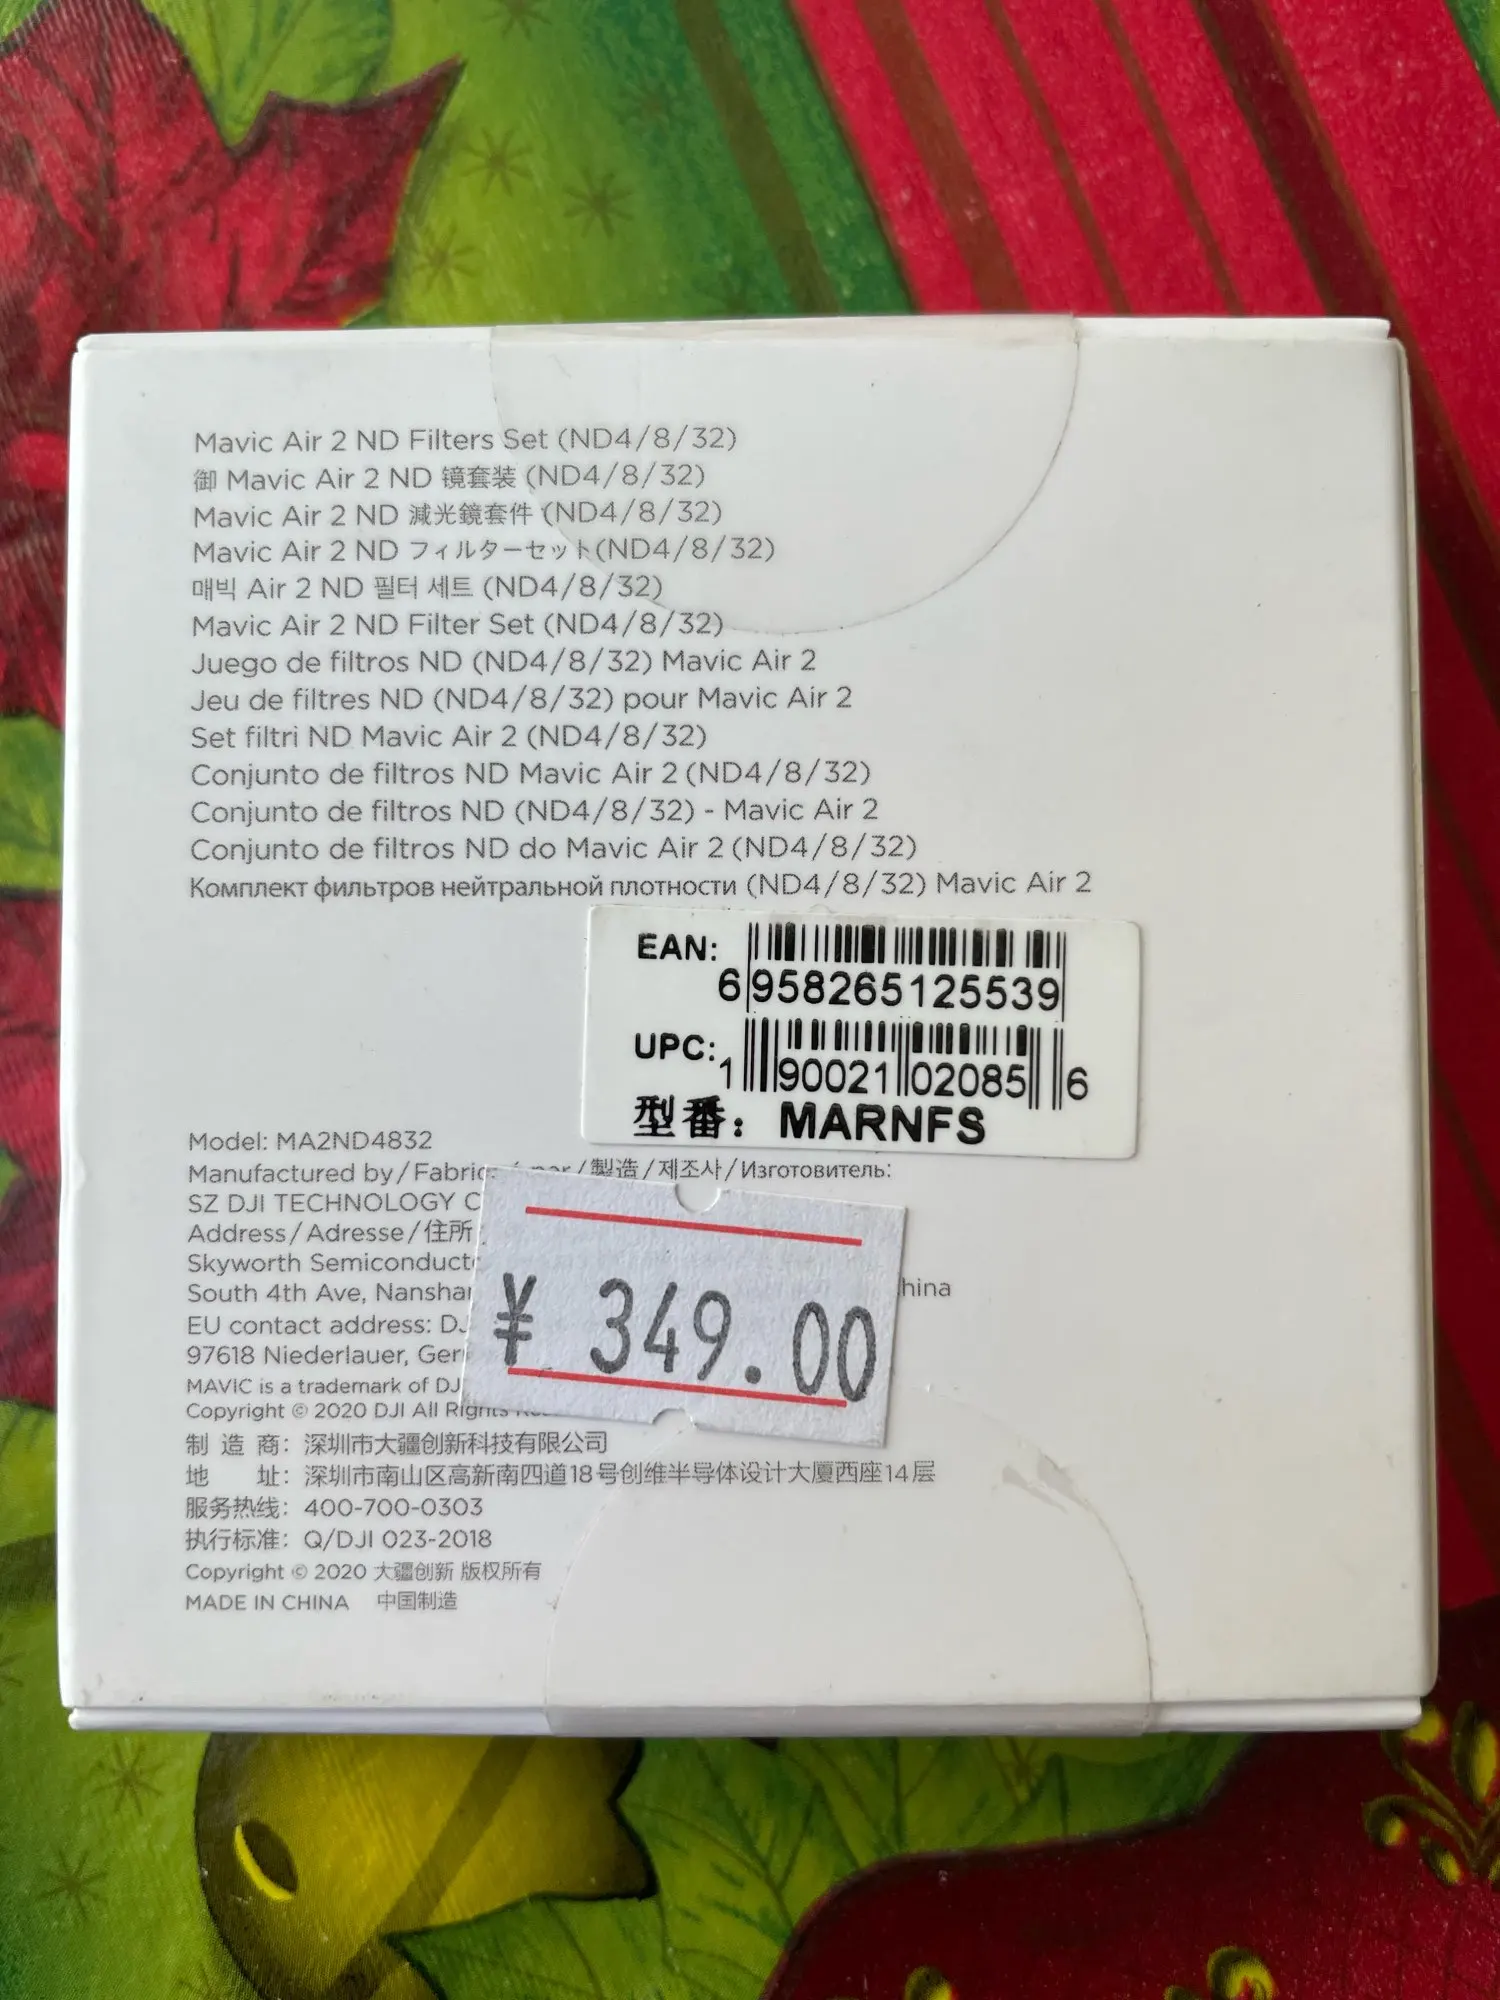 Mavic Air 2 ND Filters Set (ND4/8/32)
御 Mavic Air 2 ND 镜套装 (ND4/8/32)
Mavic Air 2 ND 減光鏡套件 (ND4/8/32)
Mavic Air 2 ND フィルターセット(ND4/8/32)
매빅 Air 2 ND 필터 세트 (ND4/8/32)
Mavic Air 2 ND Filter Set (ND4/8/32)
Juego de filtros ND (ND4/8/32) Mavic Air 2
Jeu de filtres ND (ND4/8/32) pour Mavic Air 2
Set filtri ND Mavic Air 2 (ND4/8/32)
Conjunto de filtros ND Mavic Air 2 (ND4/8/32)
Conjunto de filtros ND (ND4/8/32) - Mavic Air 2
Conjunto de filtros ND do Mavic Air 2 (ND4/8/32)
Комплект фильтров нейтральной плотности (ND4/8/32) Mavic Air 2
EAN:
6958265125539
UPC:
190021020856
型番：MARNFS
Model: MA2ND4832
Manufactured by/ /製造/제조사/Изготовитель:
SZ DJI TECHNOLOGY
Address/Adresse/住所
Skyworth
South 4th Ave,
EU contact address:
97618 Niederlauer,
MAVIC is a trademark of DJ
Copyright © 2020 DJI All Rights
¥ 349.00
制 造 商：深圳市大疆创新科技有限公司
地 址：深圳市南山区高新南四道18号创维半导体设计大厦西座14层
服务热线：400-700-0303
执行标准：Q/DJI 023-2018
Copyright © 2020 大疆创新 版权所有
MADE IN CHINA 中国制造